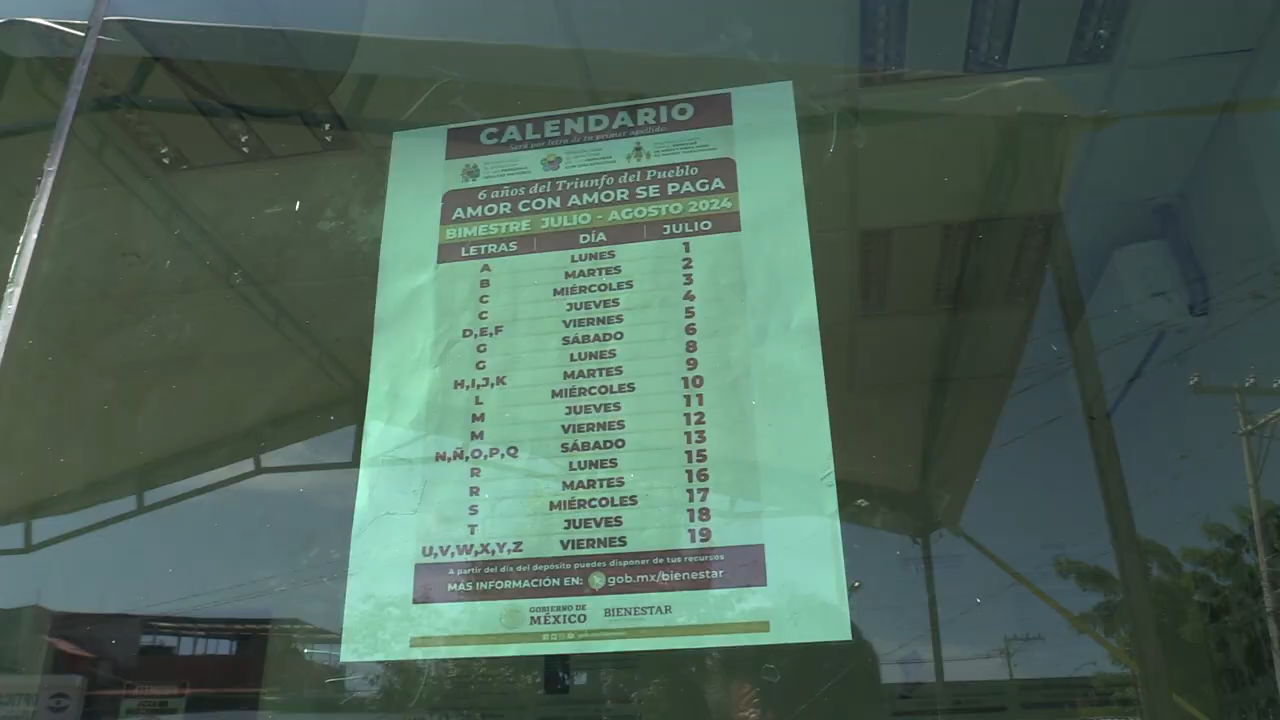 CALENDARIO
Será por letra de tu primer apellido.
6 años del Triunfo del Pueblo
AMOR CON AMOR SE PAGA
BIMESTRE JULIO - AGOSTO 2024
LETRAS DÍA JULIO
A LUNES 1
B MARTES 2
C MIÉRCOLES 3
C JUEVES 4
D,E,F VIERNES 5
G SÁBADO 6
G LUNES 8
H,I,J,K MARTES 9
L MIÉRCOLES 10
M JUEVES 11
M VIERNES 12
N,Ñ,O,P,Q SÁBADO 13
R LUNES 15
R MARTES 16
S MIÉRCOLES 17
T JUEVES 18
U,V,W,X,Y,Z VIERNES 19
A partir del día del depósito puedes disponer de tus recursos
MÁS INFORMACIÓN EN: gob.mx/bienestar
GOBIERNO DE
MÉXICO
BIENESTAR